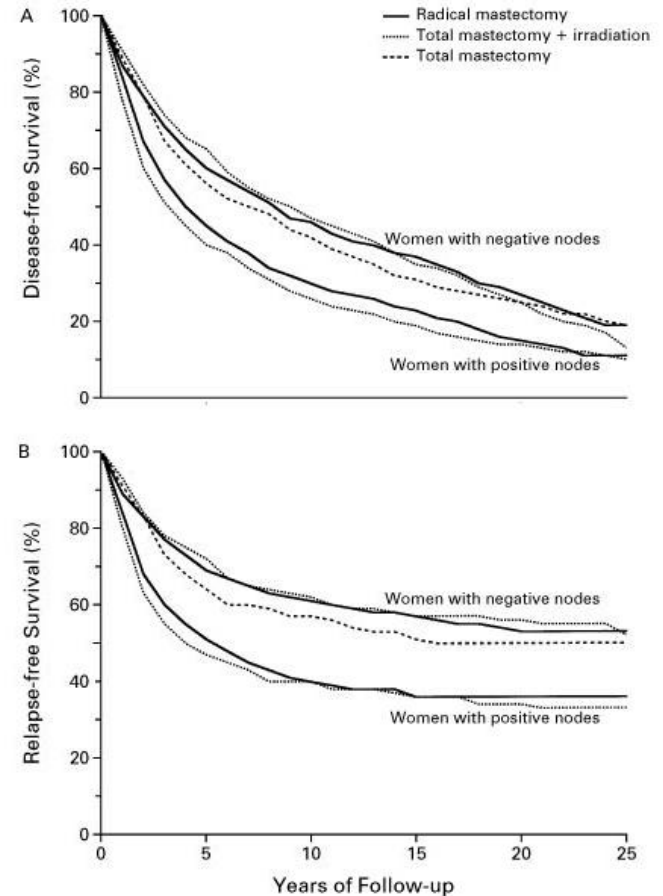 A
Radical mastectomy
Total mastectomy + irradiation
Total mastectomy
Disease-free Survival (%)
100
80
60
40
20
0
Women with negative nodes
Women with positive nodes
B
Relapse-free Survival (%)
100
80
60
40
20
0
Women with negative nodes
Women with positive nodes
0 5 10 15 20 25
Years of Follow-up